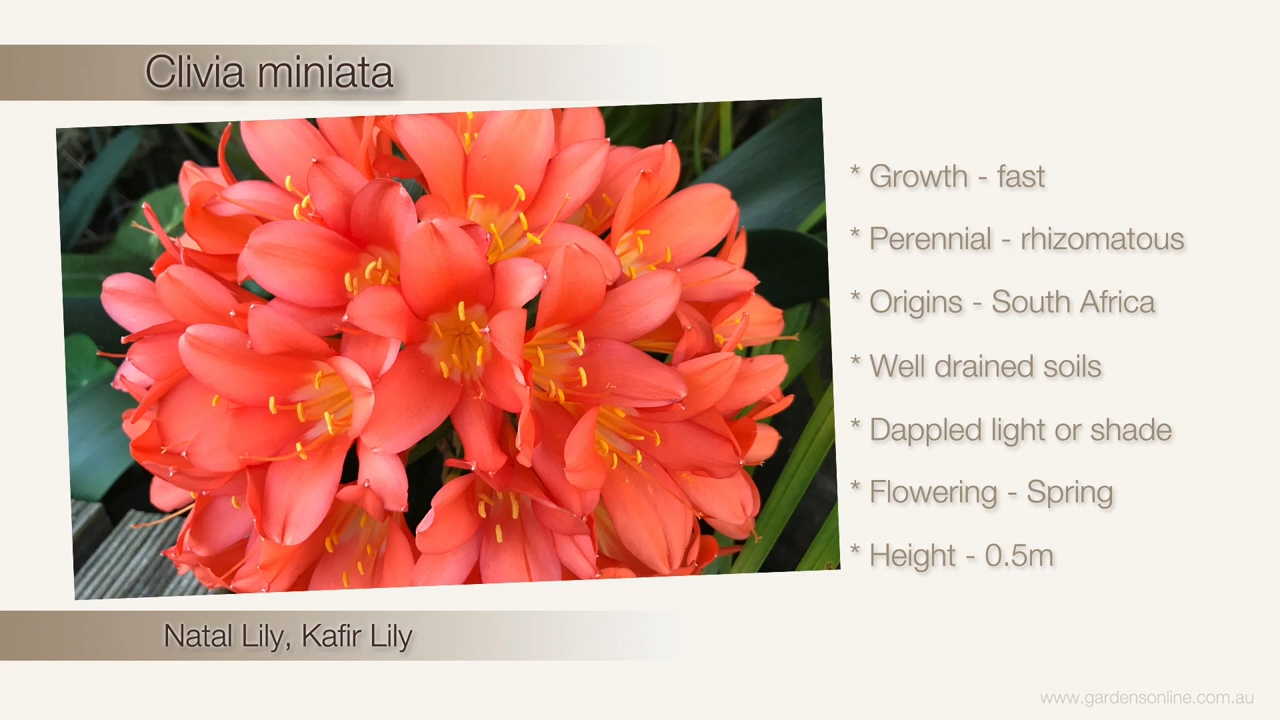 Clivia miniata
* Growth - fast
* Perennial - rhizomatous
* Origins - South Africa
* Well drained soils
* Dappled light or shade
* Flowering - Spring
* Height - 0.5m
Natal Lily, Kafir Lily
www.gardensonline.com.au